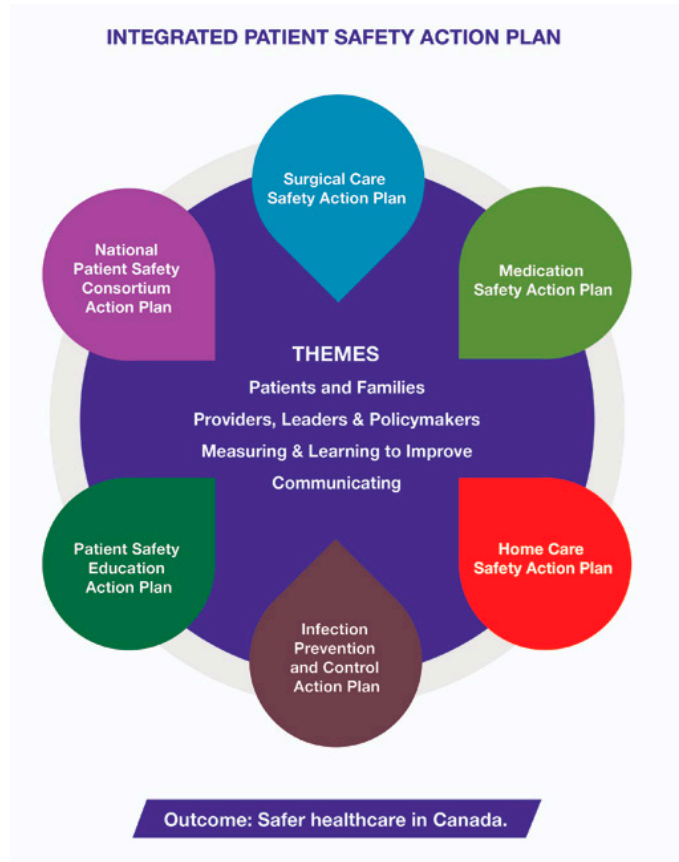 INTEGRATED PATIENT SAFETY ACTION PLAN
Surgical Care
Safety Action Plan
National
Patient Safety
Consortium
Action Plan
Medication
Safety Action Plan
THEMES
Patients and Families
Providers, Leaders & Policymakers
Measuring & Learning to Improve
Communicating
Patient Safety
Education
Action Plan
Home Care
Safety Action Plan
Infection
Prevention
and Control
Action Plan
Outcome: Safer healthcare in Canada.